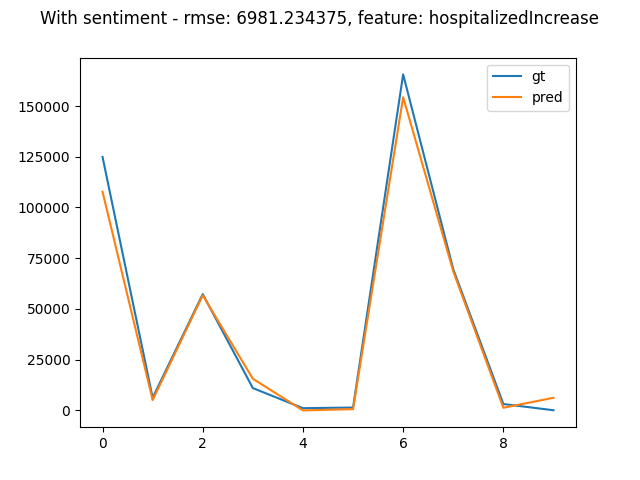 With sentiment - rmse: 6981.234375, feature: hospitalizedIncrease
gt
pred
150000
125000
100000
75000
50000
25000
0
0 2 4 6 8